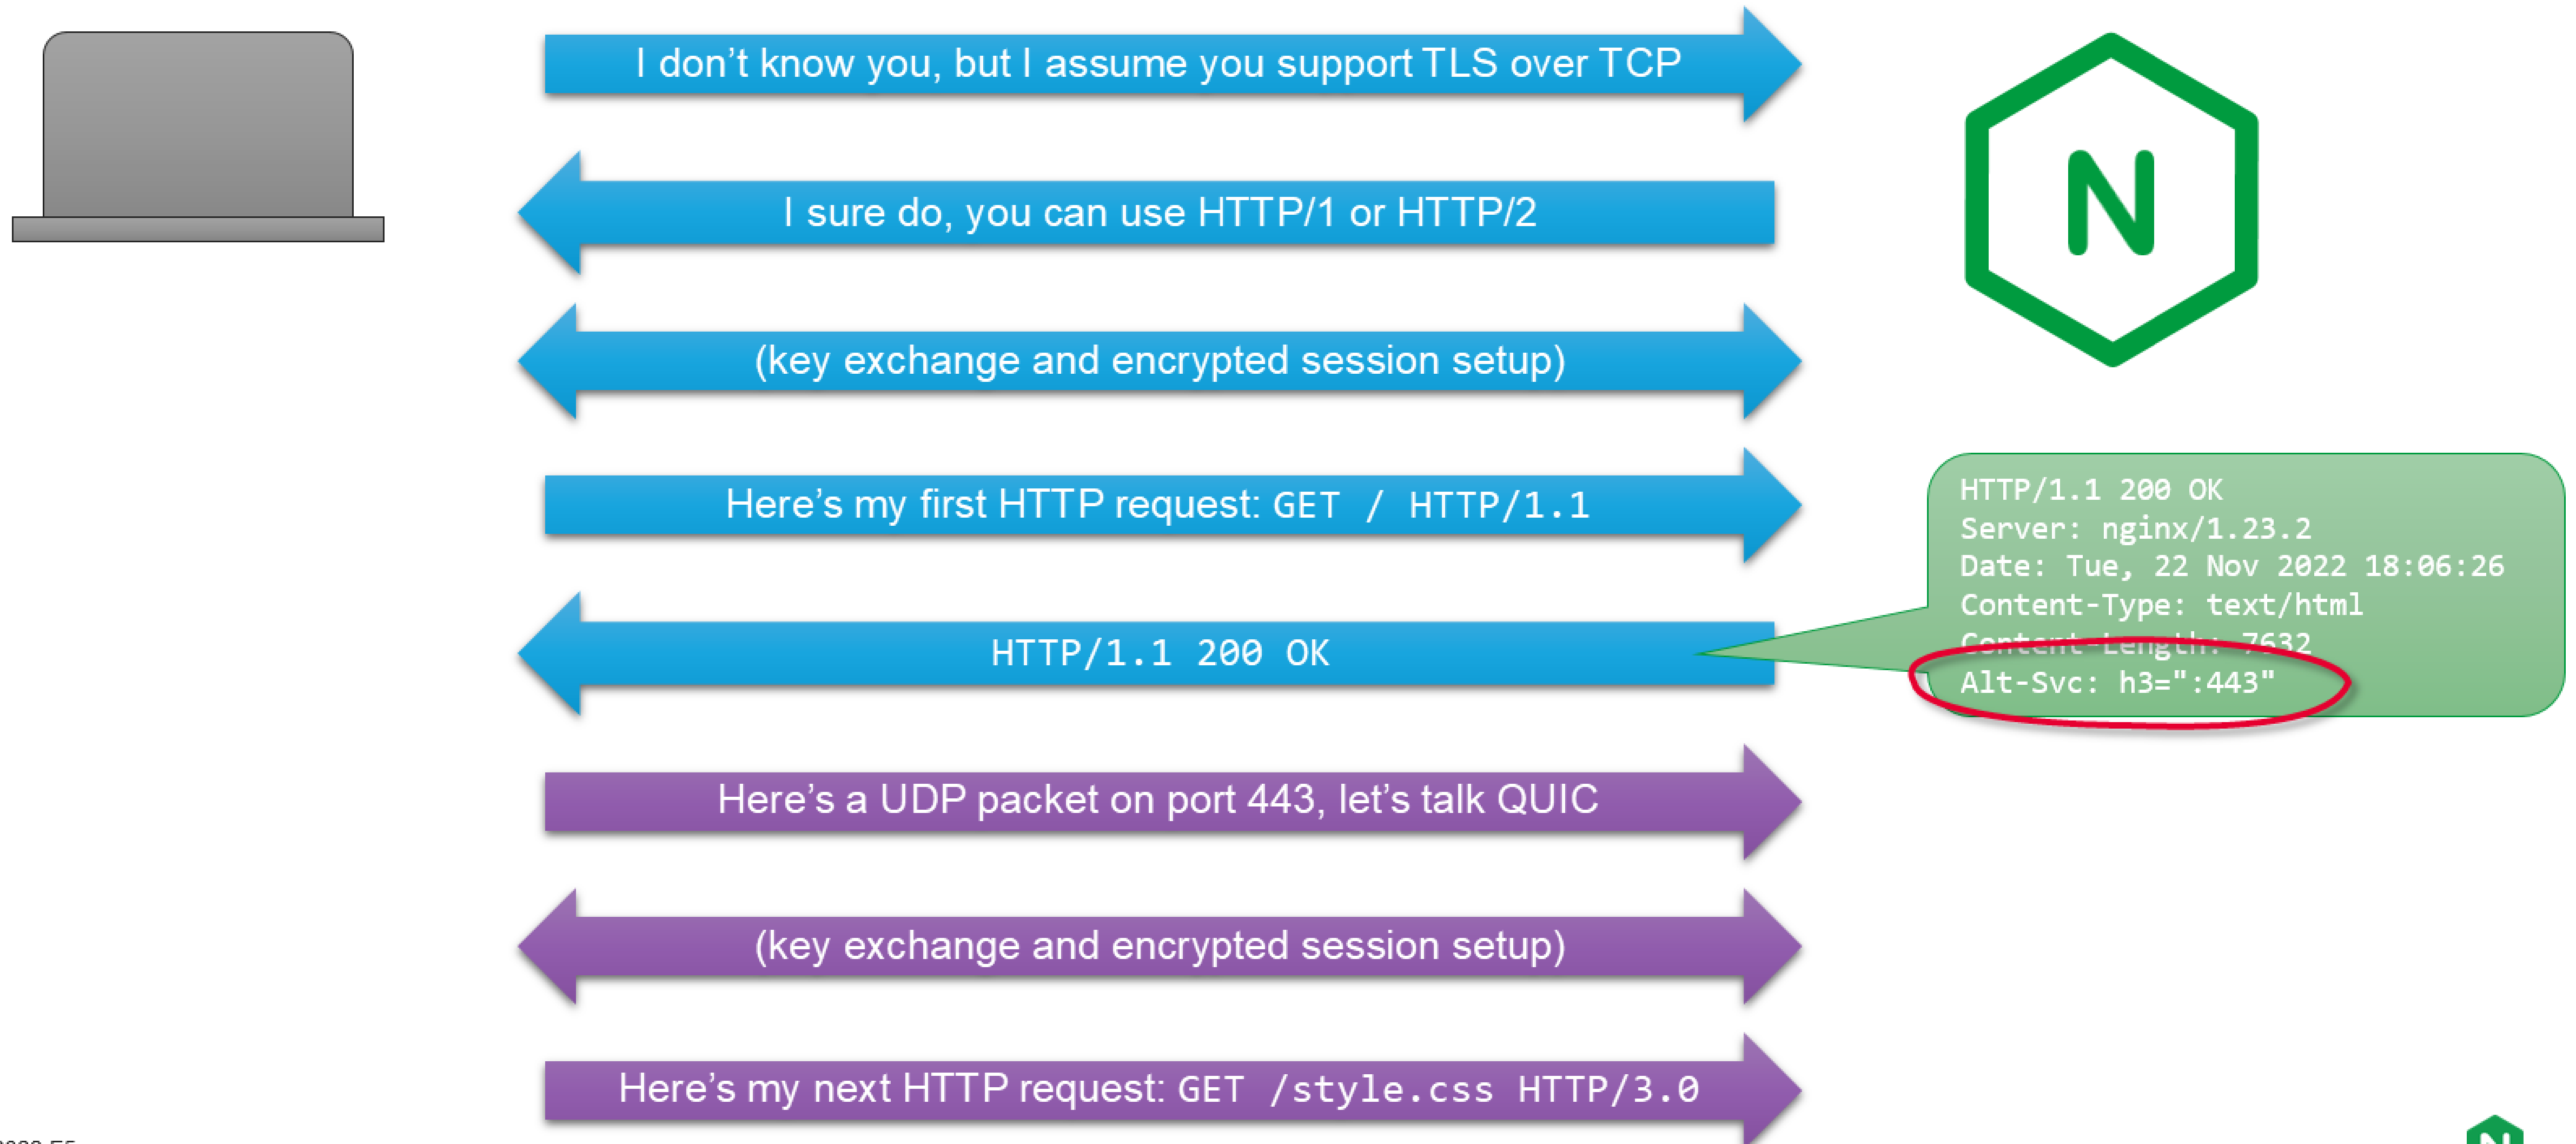 I don’t know you, but I assume you support TLS over TCP
I sure do, you can use HTTP/1 or HTTP/2
(key exchange and encrypted session setup)
Here’s my first HTTP request: GET / HTTP/1.1
HTTP/1.1 200 OK
HTTP/1.1 200 OK
Server: nginx/1.23.2
Date: Tue, 22 Nov 2022 18:06:26
Content-Type: text/html
Content-Length: 7632
Alt-Svc: h3=":443"
Here’s a UDP packet on port 443, let’s talk QUIC
(key exchange and encrypted session setup)
Here’s my next HTTP request: GET /style.css HTTP/3.0
N